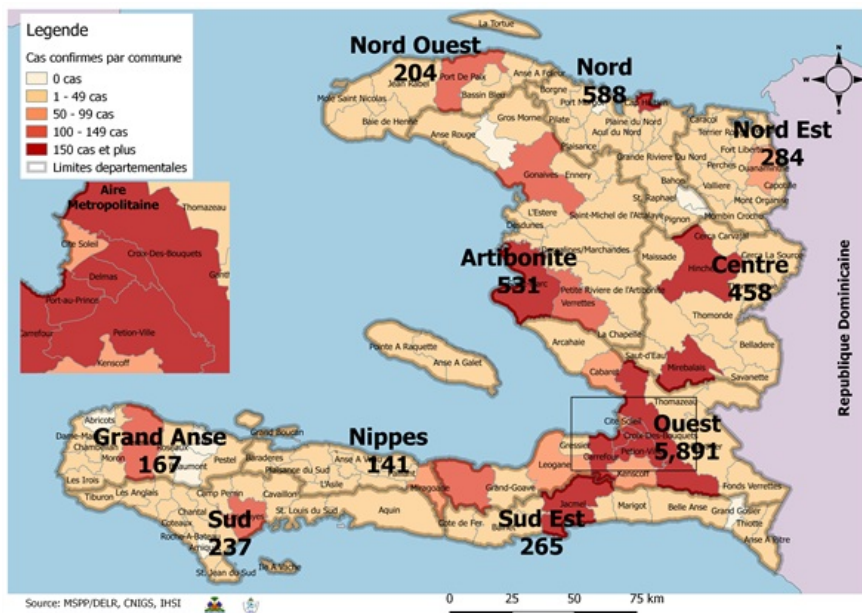 Legende
Cas confirmes par commune
0 cas
1 - 49 cas
50 - 99 cas
100 - 149 cas
150 cas et plus
Limites departementales
Aire
Metropolitaine
Thomazeau
Cite Soleil
Croix-Des-Bouquets
Delmas
Port-au-Prince
Carrefour
Petion-Ville
Kenscoff
La Tortue
Nord Ouest
204
Jean Rabel
Port De Paix
Anse A Foleur
Mole Saint Nicolas
Bassin Bleu
Baie de Henne
Anse Rouge
Gros Morne
Nord
588
Borgne
Pilate
Plaine du Nord
Acul du Nord
Plaisance
Grande Riviere Du Nord
Bahon
St. Raphael
Pignon
Caracol
Nord Est
284
Fort Liberte
Perches
Ouanaminthe
Valliere
Capotille
Mont Organise
Mombin Crochu
Gonaives
Ennery
L'Estere
Saint-Michel de l'Attalaye
Desdunes
Artibonite
531
Petite Riviere de l'Artibonite
Verrettes
La Chapelle
Cerca Carvajal
Maissade
Cerca La Source
Centre
458
Thomonde
Belladere
Saut-d'Eau
Mirebalais
Savanette
Republique Dominicaine
Pointe A Raquette
Anse A Galet
Arcahaie
Cabaret
Thomazeau
Cite Soleil
Ouest
5,891
Croix-Des-Bouquets
Gressier
Carrefour
Petion-Ville
Kenscoff
Leogane
Fonds Verrettes
Abricots
Grand Anse
167
Chambellan
Moron
Roseaux
Pestel
Les Irois
Grand Boucan
Baraderes
Plaisance du Sud
Nippes
141
L'Asile
Miragoane
Grand-Goave
Tiburon
Les Anglais
Camp Perrin
Cavaillon
Chantal
St. Louis du Sud
Aquin
Coteaux
Roche-A-Bateau
Sud
237
St. Jean du Sud
Ile A Vache
Cote de Fer
Jacmel
Sud Est
265
Marigot
Belle Anse
Grand Gosier
Thiotte
Anse A Pitre
Source: MSPP/DELR, CNIGS, IHSI
0 25 50 75 km
N
W E
S